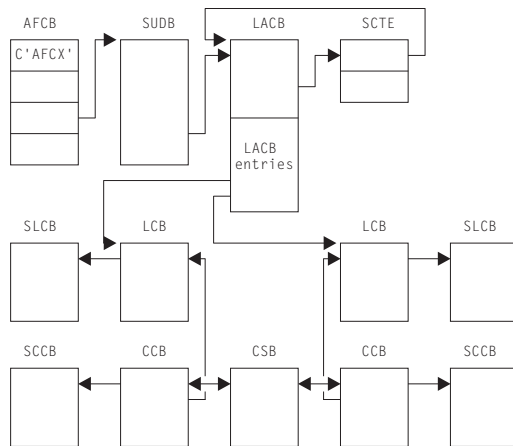 AFCB SUDB LACB SCTE
C'AFCX'
LACB
entries
SLCB LCB LCB SLCB
SCCB CCB CSB CCB SCCB